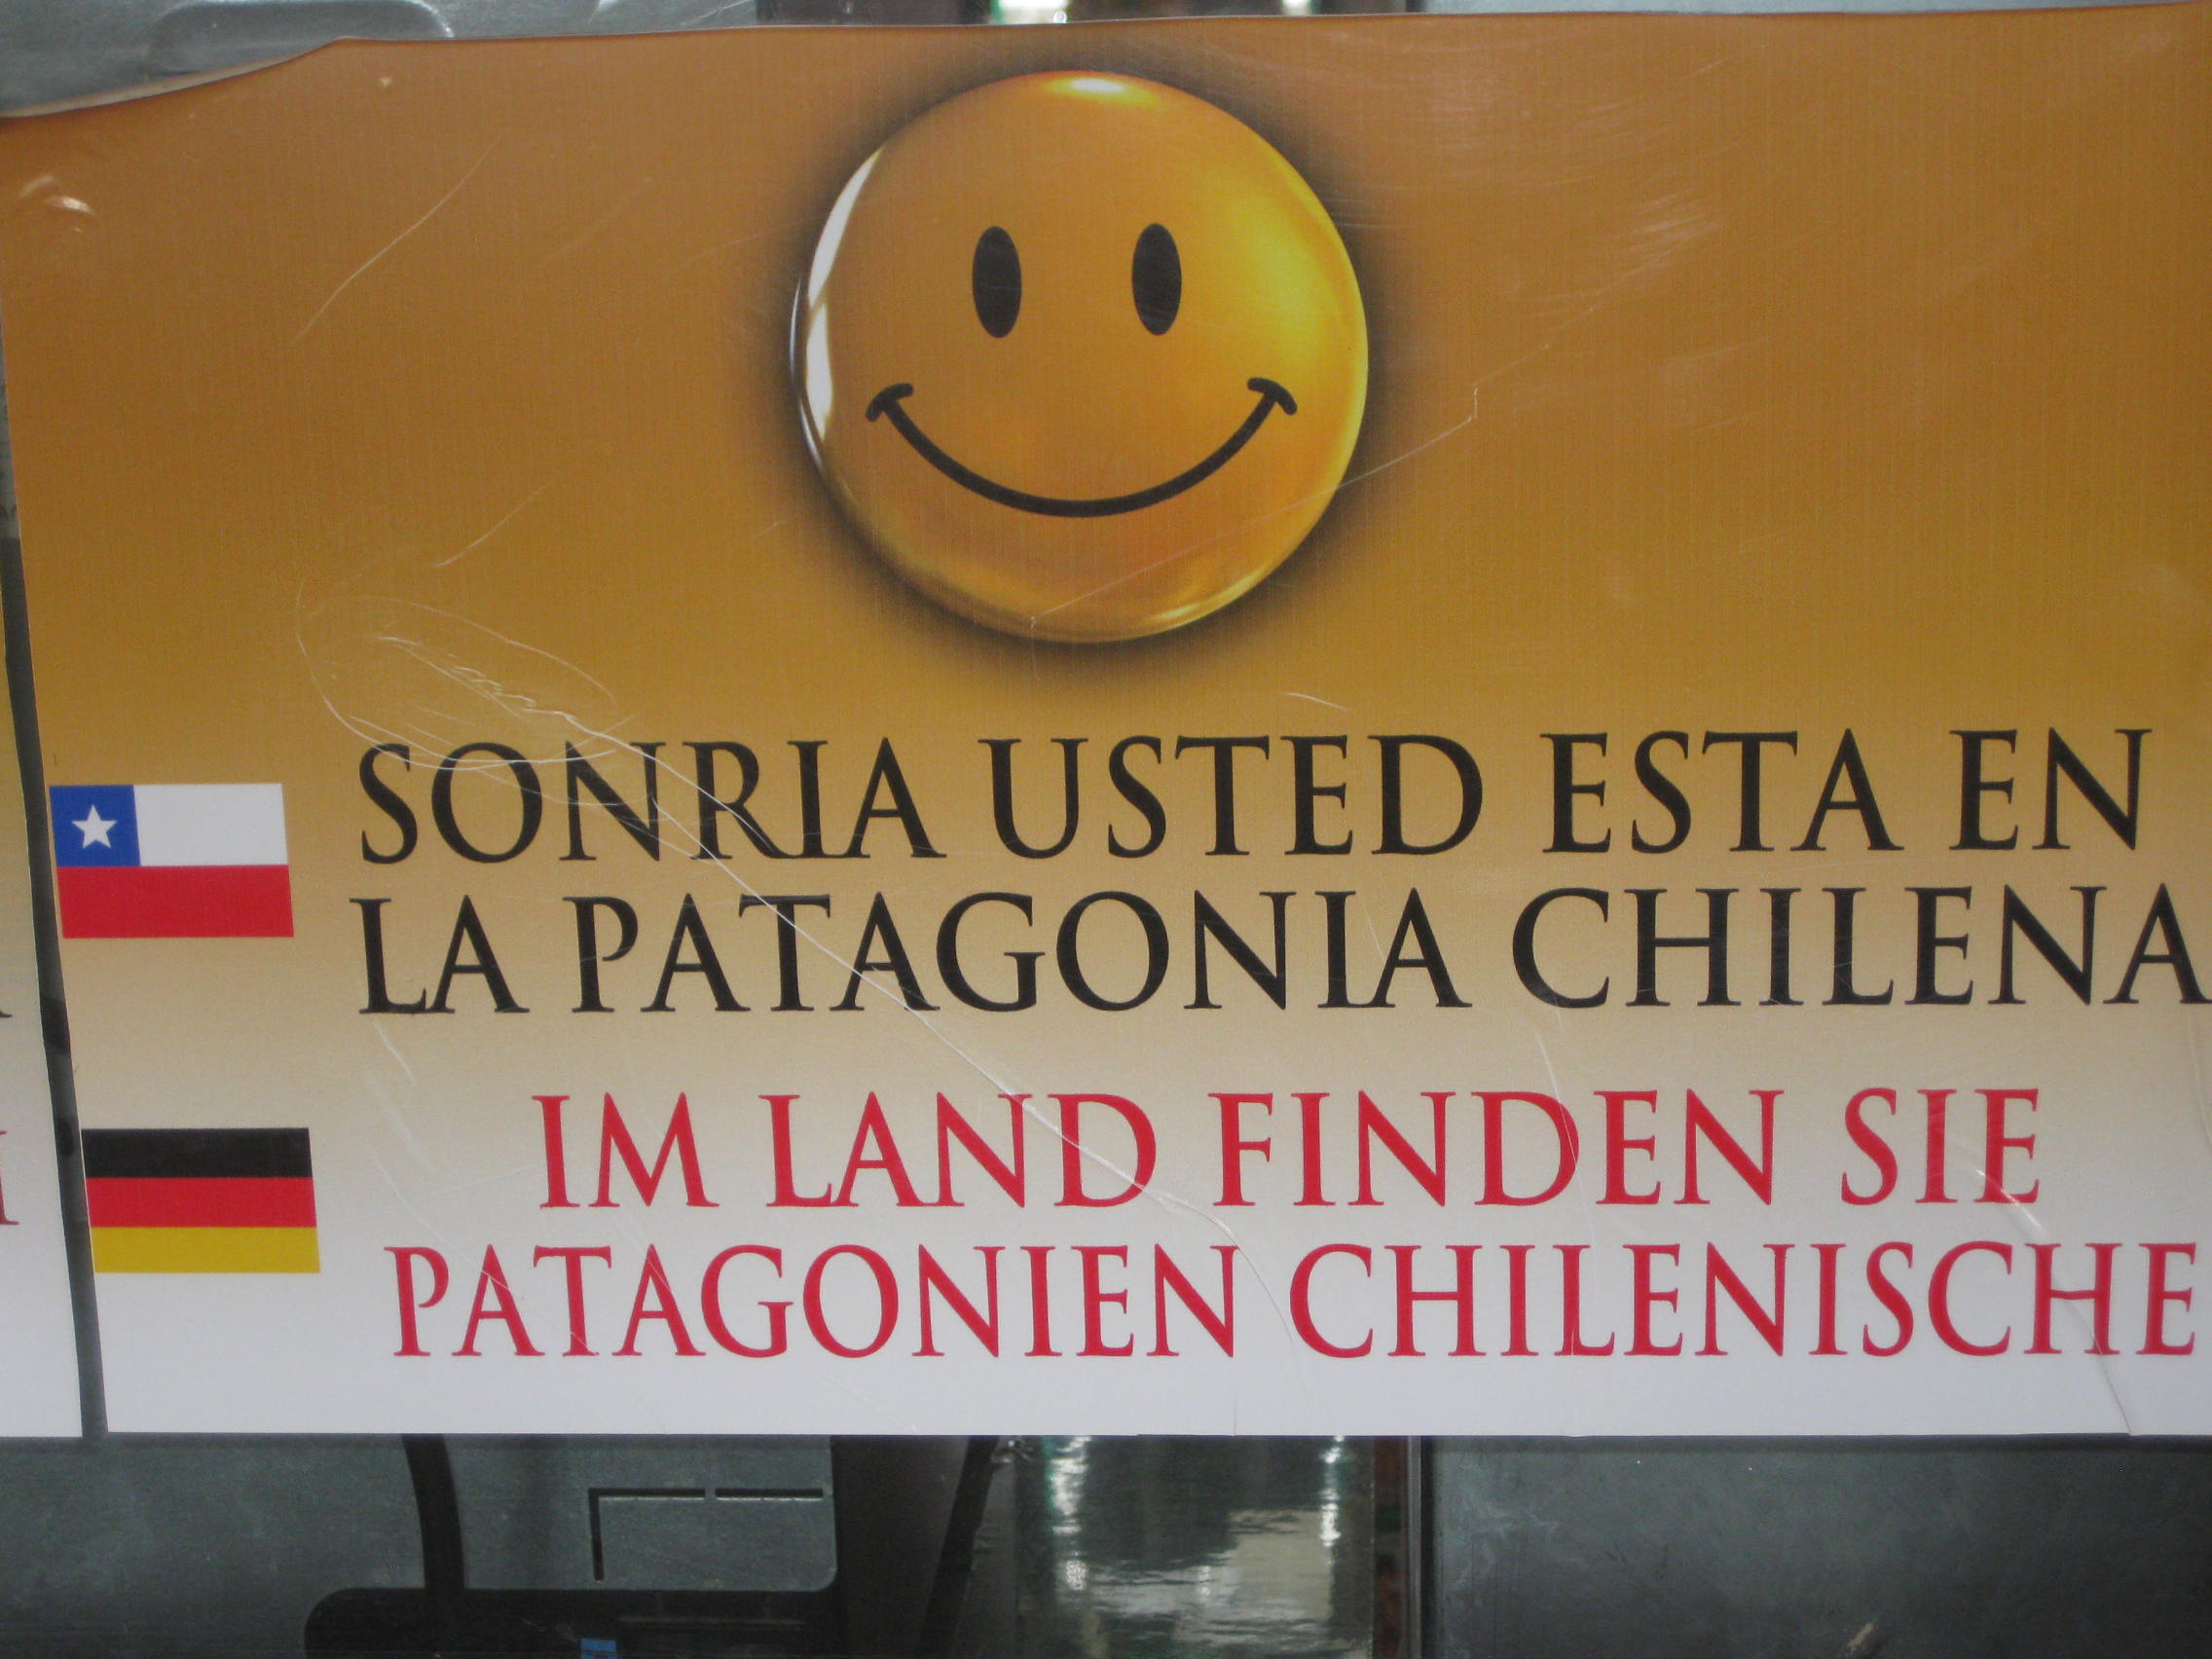 SONRIA USTED ESTA EN
LA PATAGONIA CHILENA
IM LAND FINDEN SIE
PATAGONIEN CHILENISCHE